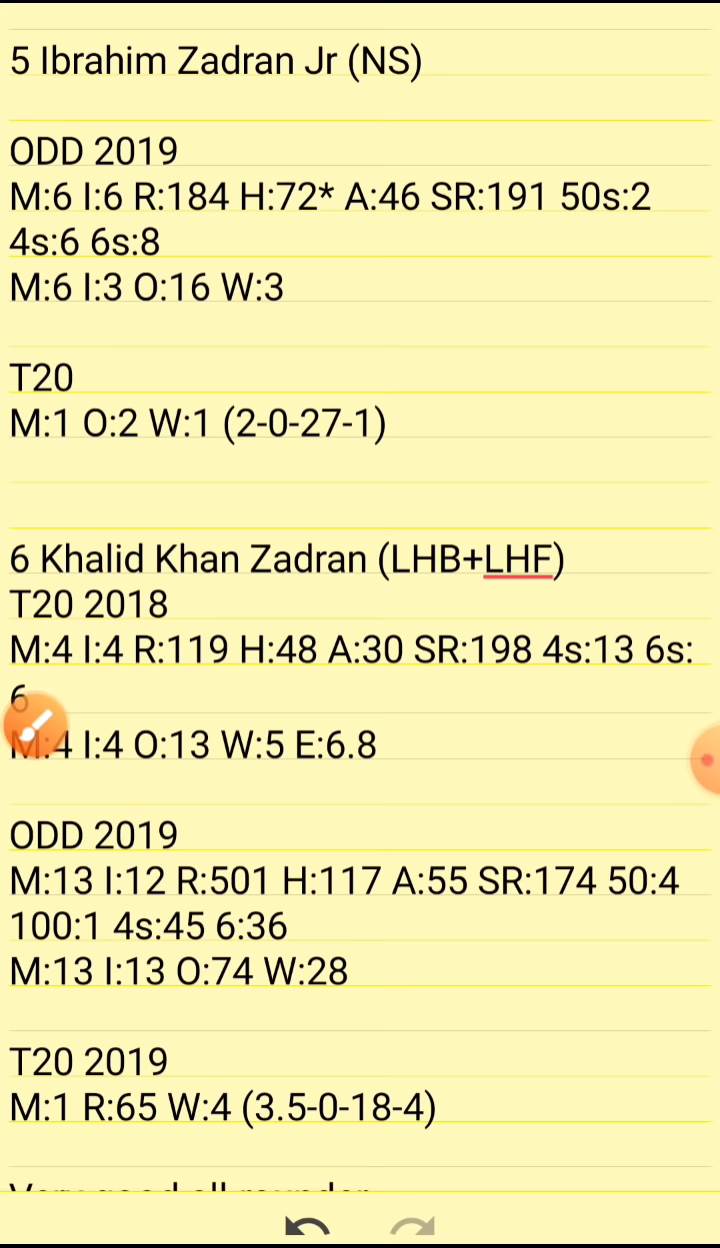 5 Ibrahim Zadran Jr (NS)
ODD 2019
M:6 I:6 R:184 H:72* A:46 SR:191 50s:2
4s:6 6s:8
M:6 I:3 O:16 W:3
T20
M:1 O:2 W:1 (2-0-27-1)
6 Khalid Khan Zadran (LHB+LHF)
T20 2018
M:4 I:4 R:119 H:48 A:30 SR:198 4s:13 6s:
6
M:4 I:4 O:13 W:5 E:6.8
ODD 2019
M:13 I:12 R:501 H:117 A:55 SR:174 50:4
100:1 4s:45 6:36
M:13 I:13 O:74 W:28
T20 2019
M:1 R:65 W:4 (3.5-0-18-4)
Very good all rounder